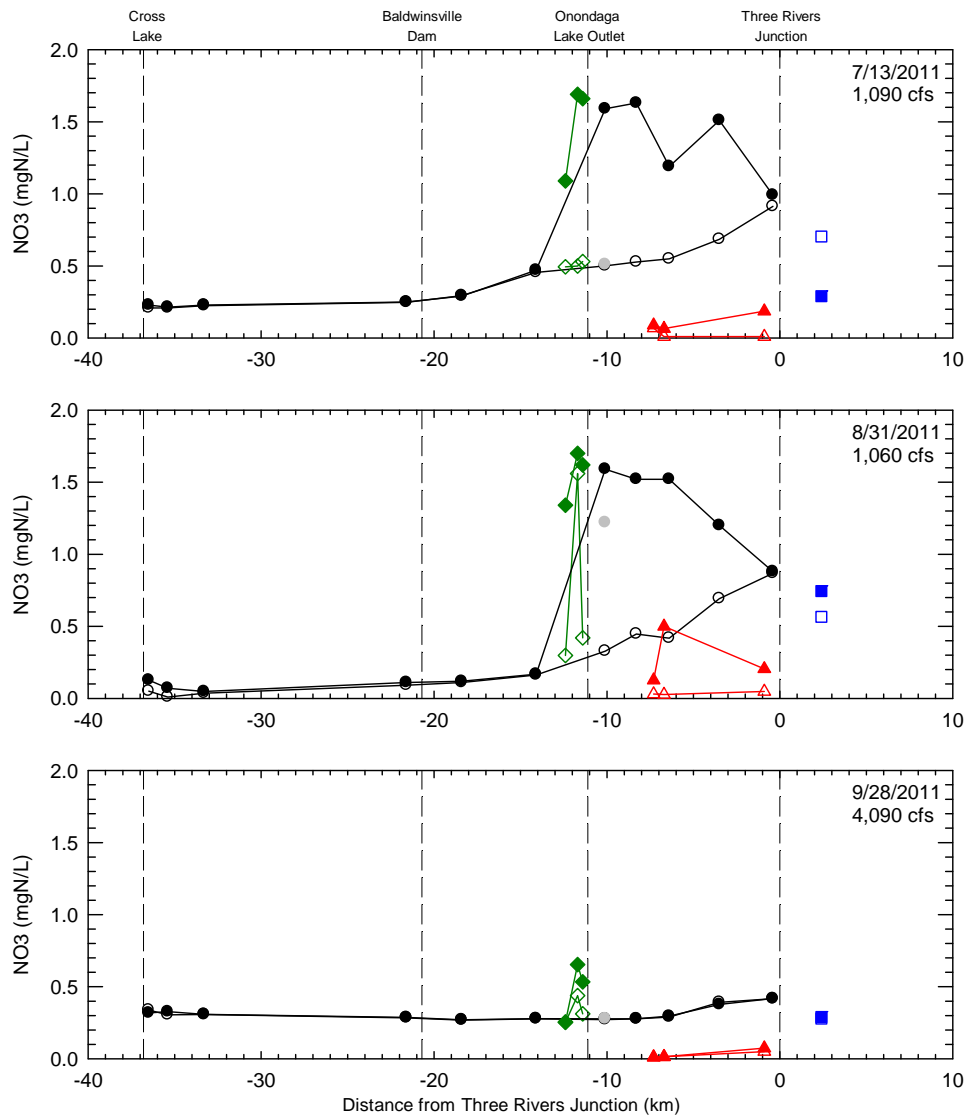 Cross Lake
Baldwinsville Dam
Onondaga Lake Outlet
Three Rivers Junction
2.0
1.5
1.0
0.5
0.0
NO3 (mgN/L)
7/13/2011
1,090 cfs
-40 -30 -20 -10 0 10
2.0
1.5
1.0
0.5
0.0
NO3 (mgN/L)
8/31/2011
1,060 cfs
-40 -30 -20 -10 0 10
2.0
1.5
1.0
0.5
0.0
NO3 (mgN/L)
9/28/2011
4,090 cfs
-40 -30 -20 -10 0 10
Distance from Three Rivers Junction (km)